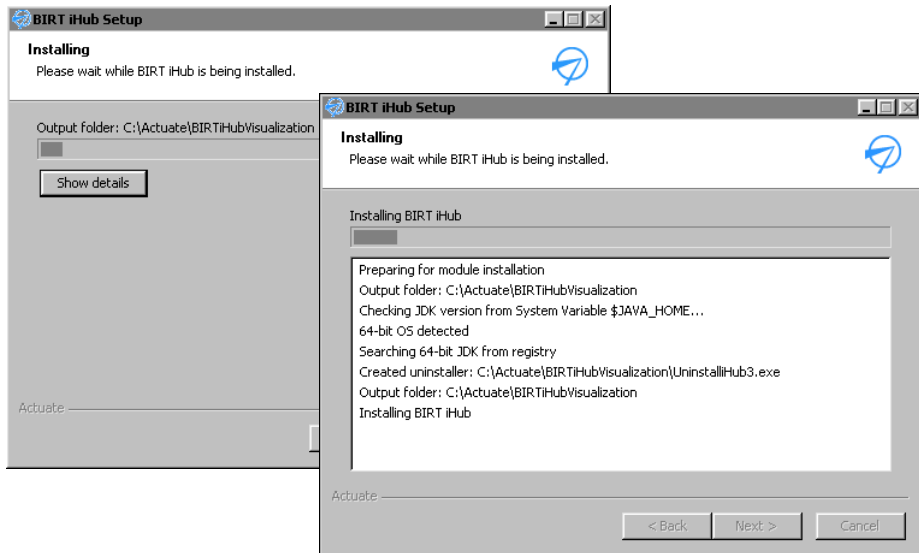 BIRT iHub Setup
Installing
Please wait while BIRT iHub is being installed.
Output folder: C:\Actuate\BIRTiHubVisualization
Show details
Actuate
BIRT iHub Setup
Installing
Please wait while BIRT iHub is being installed.
Installing BIRT iHub
Preparing for module installation
Output folder: C:\Actuate\BIRTiHubVisualization
Checking JDK version from System Variable $JAVA_HOME...
64-bit OS detected
Searching 64-bit JDK from registry
Created uninstaller: C:\Actuate\BIRTiHubVisualization\UninstalliHub3.exe
Output folder: C:\Actuate\BIRTiHubVisualization
Installing BIRT iHub
Actuate
< Back Next > Cancel